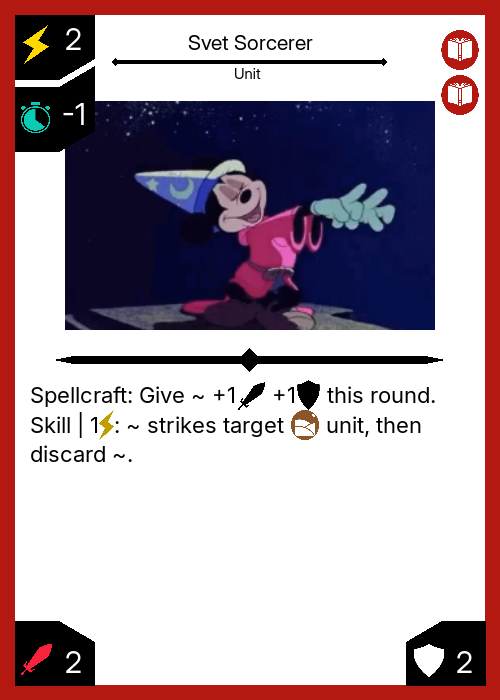 2
Svet Sorcerer
Unit
-1
Spellcraft: Give ~ +1 +1 this round.
Skill | 1: ~ strikes target unit, then
discard ~.
2
2